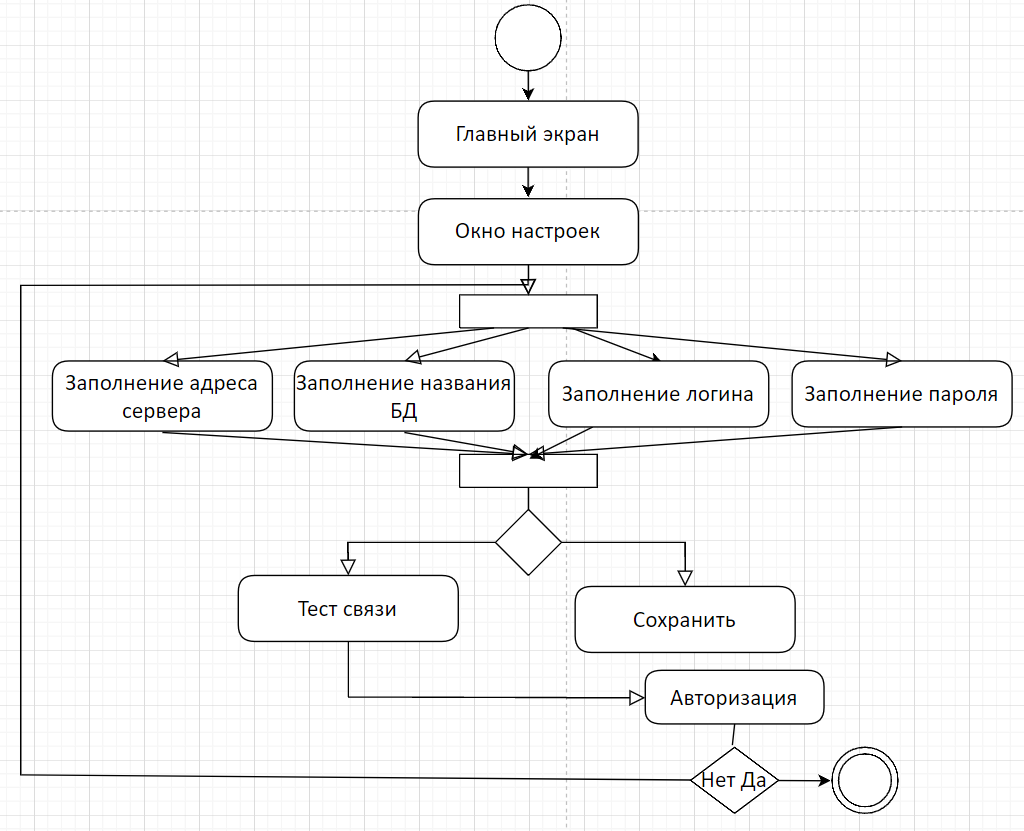 Главный экран
Окно настроек
Заполнение адреса
сервера
Заполнение названия
БД
Заполнение логина
Заполнение пароля
Тест связи
Сохранить
Авторизация
Нет Да